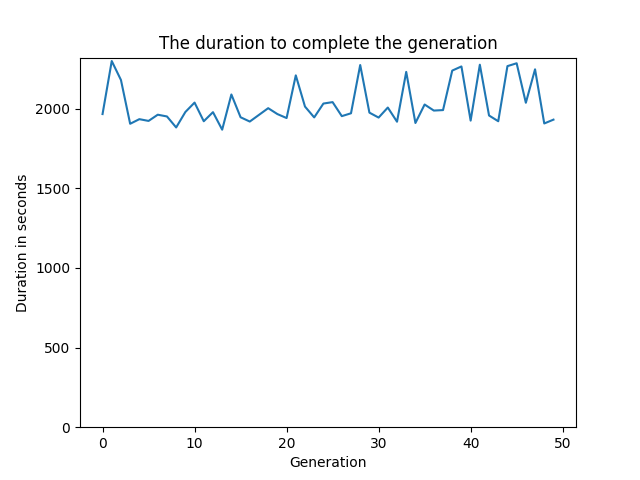 The duration to complete the generation
Duration in seconds
2000
1500
1000
500
0
0 10 20 30 40 50
Generation